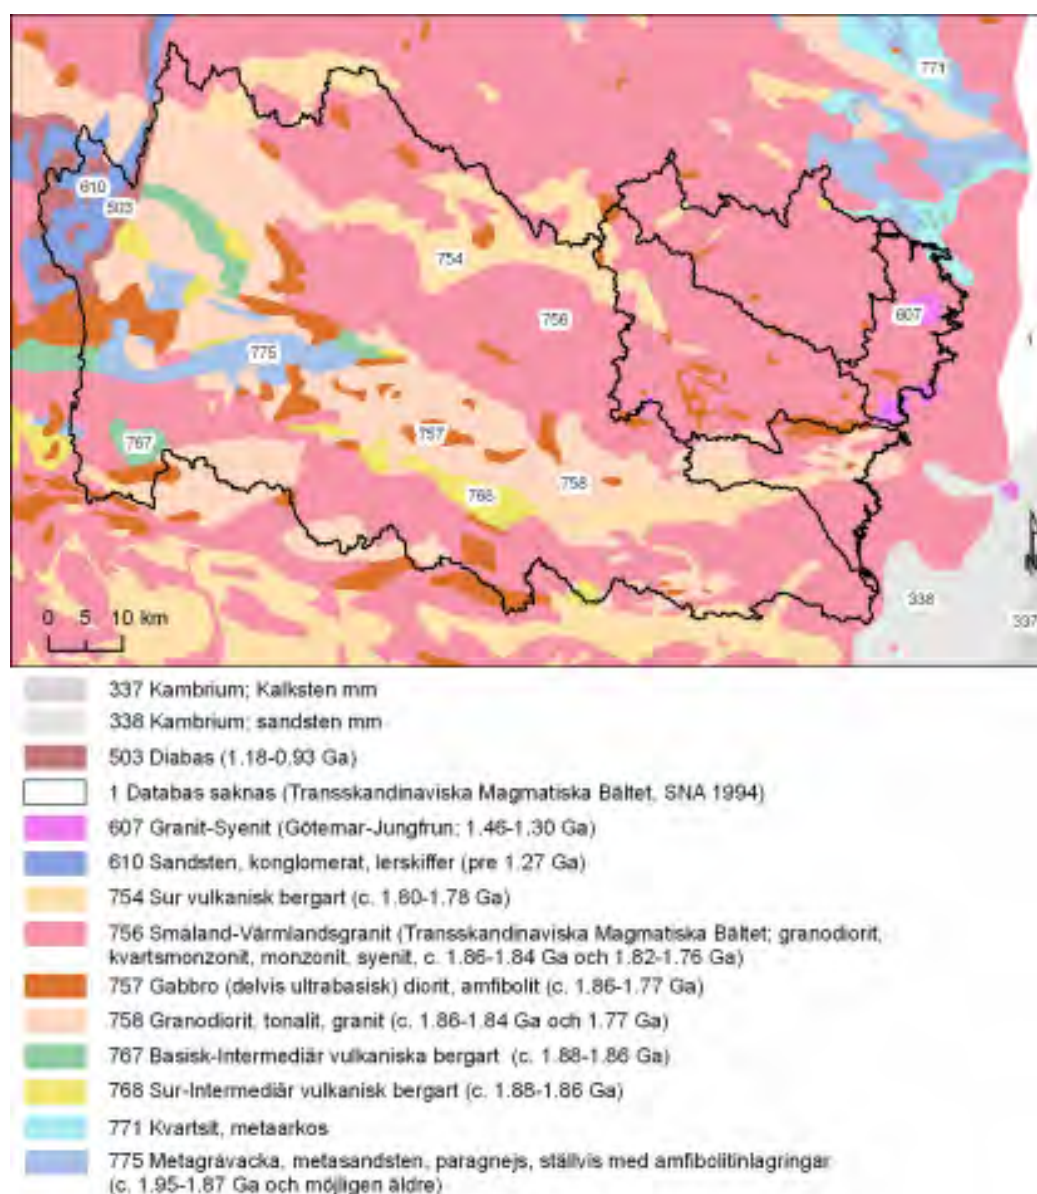 771
610
503
754
607
756
1
775
767
757
758
768
338
N
337
0 5 10 km
337 Kambrium; Kalksten mm
338 Kambrium; sandsten mm
503 Diabas (1.18-0.93 Ga)
1 Databas saknas (Transskandinaviska Magmatiska Bältet, SNA 1994)
607 Granit-Syenit (Götemar-Jungfrun; 1.46-1.30 Ga)
610 Sandsten, konglomerat, lerskiffer (pre 1.27 Ga)
754 Sur vulkanisk bergart (c. 1.80-1.78 Ga)
756 Småland-Värmlandsgranit (Transskandinaviska Magmatiska Bältet; granodiorit,
kvartsmonzonit, monzonit, syenit, c. 1.86-1.84 Ga och 1.82-1.76 Ga)
757 Gabbro (delvis ultrabasisk) diorit, amfibolit (c. 1.86-1.77 Ga)
758 Granodiorit, tonalit, granit (c. 1.86-1.84 Ga och 1.77 Ga)
767 Basisk-Intermediär vulkaniska bergart (c. 1.88-1.86 Ga)
768 Sur-Intermediär vulkanisk bergart (c. 1.88-1.86 Ga)
771 Kvartsit, metaarkos
775 Metagråvacka, metasandsten, paragnejs, ställvis med amfibolitinlagringar
(c. 1.95-1.87 Ga och möjligen äldre)